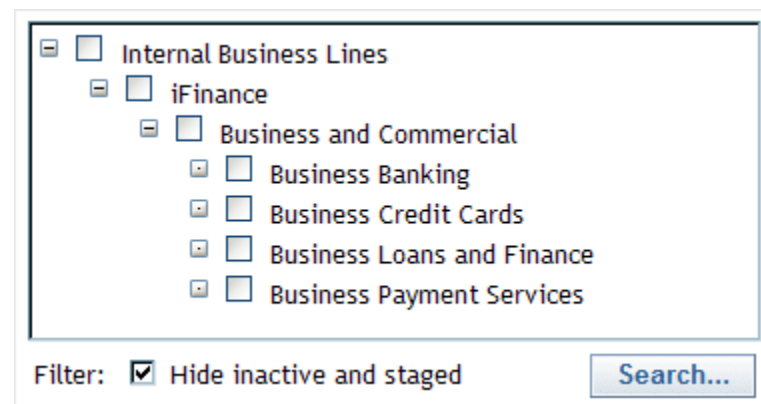 Internal Business Lines
iFinance
Business and Commercial
Business Banking
Business Credit Cards
Business Loans and Finance
Business Payment Services
Filter: Hide inactive and staged Search...